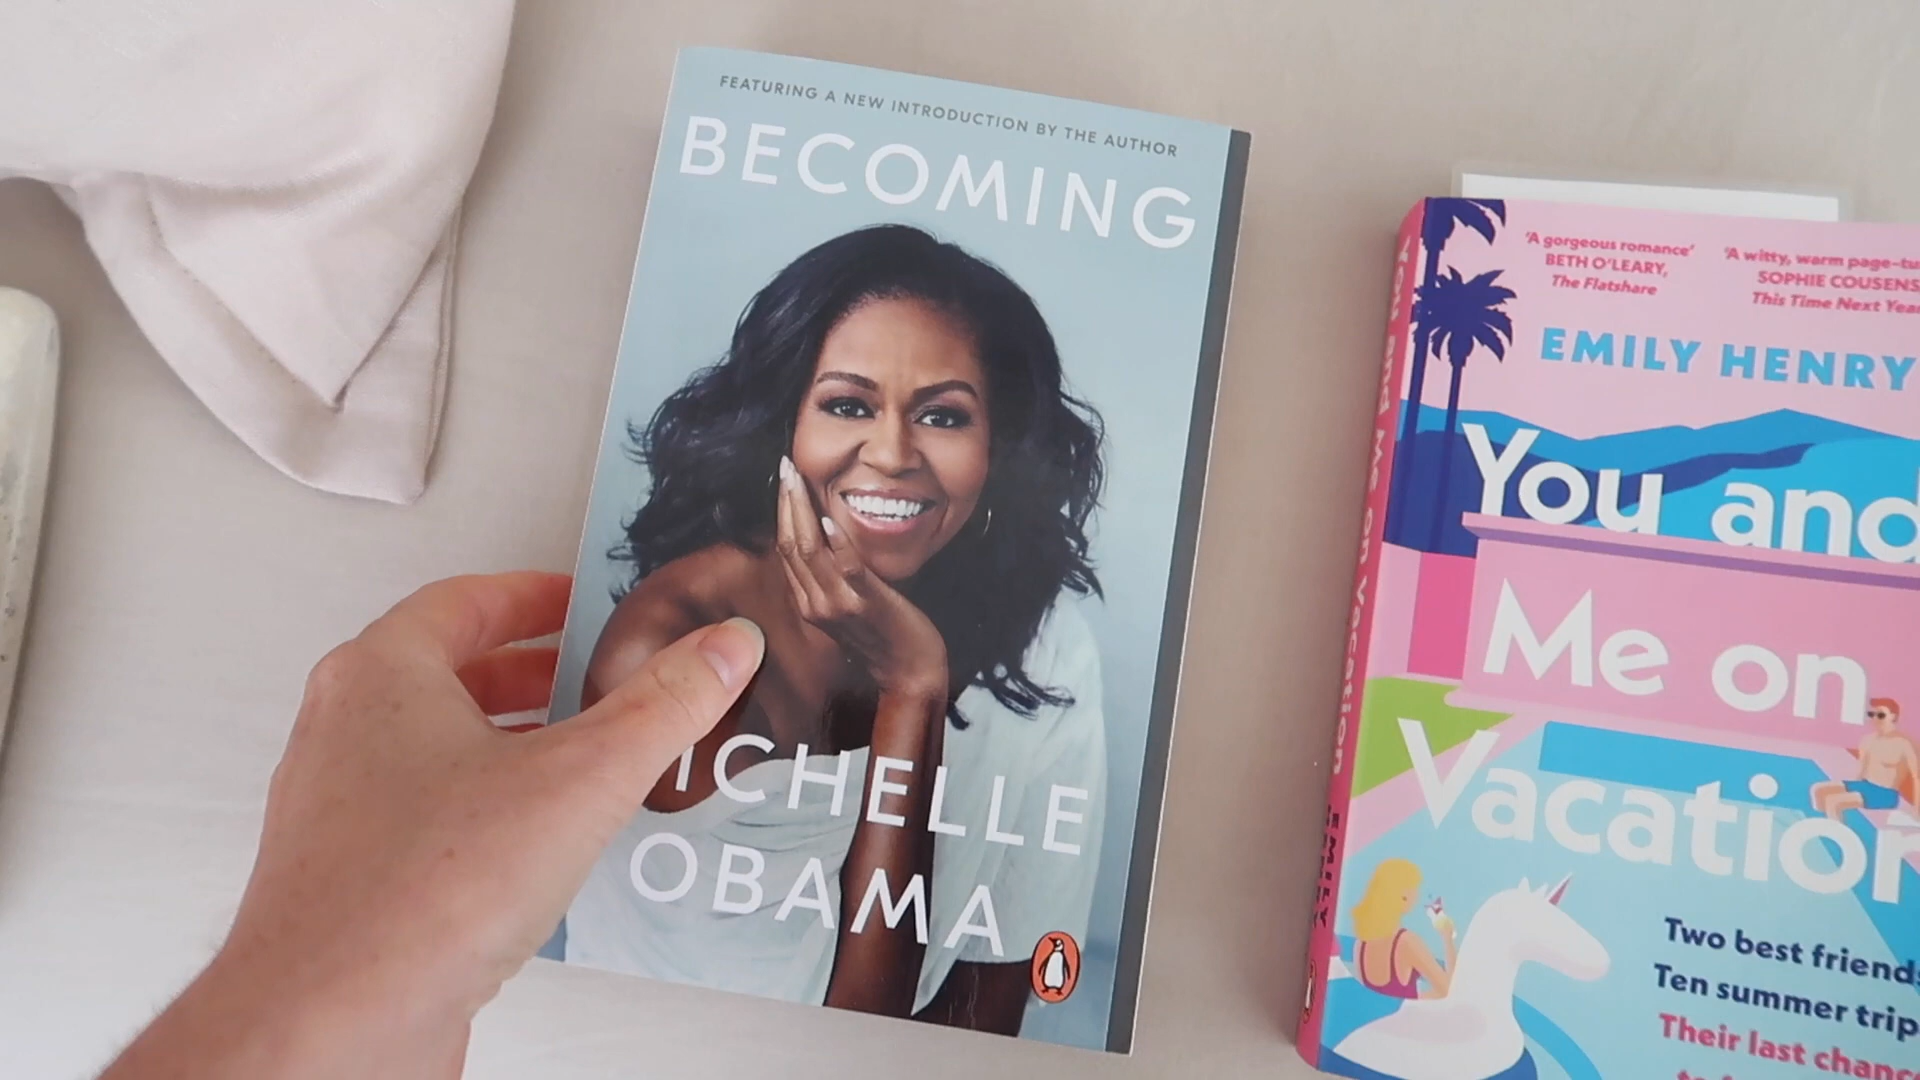 FEATURING A NEW INTRODUCTION BY THE AUTHOR
BECOMING
MICHELLE
OBAMA
'A gorgeous romance'
BETH O'LEARY,
The Flatshare
'A witty, warm page-tu
SOPHIE COUSENS
This Time Next Year
EMILY HENRY
You and
Me on
Vacation
Two best friends
Ten summer trip
Their last chanc
You and Me on Vacation
EMILY HENRY